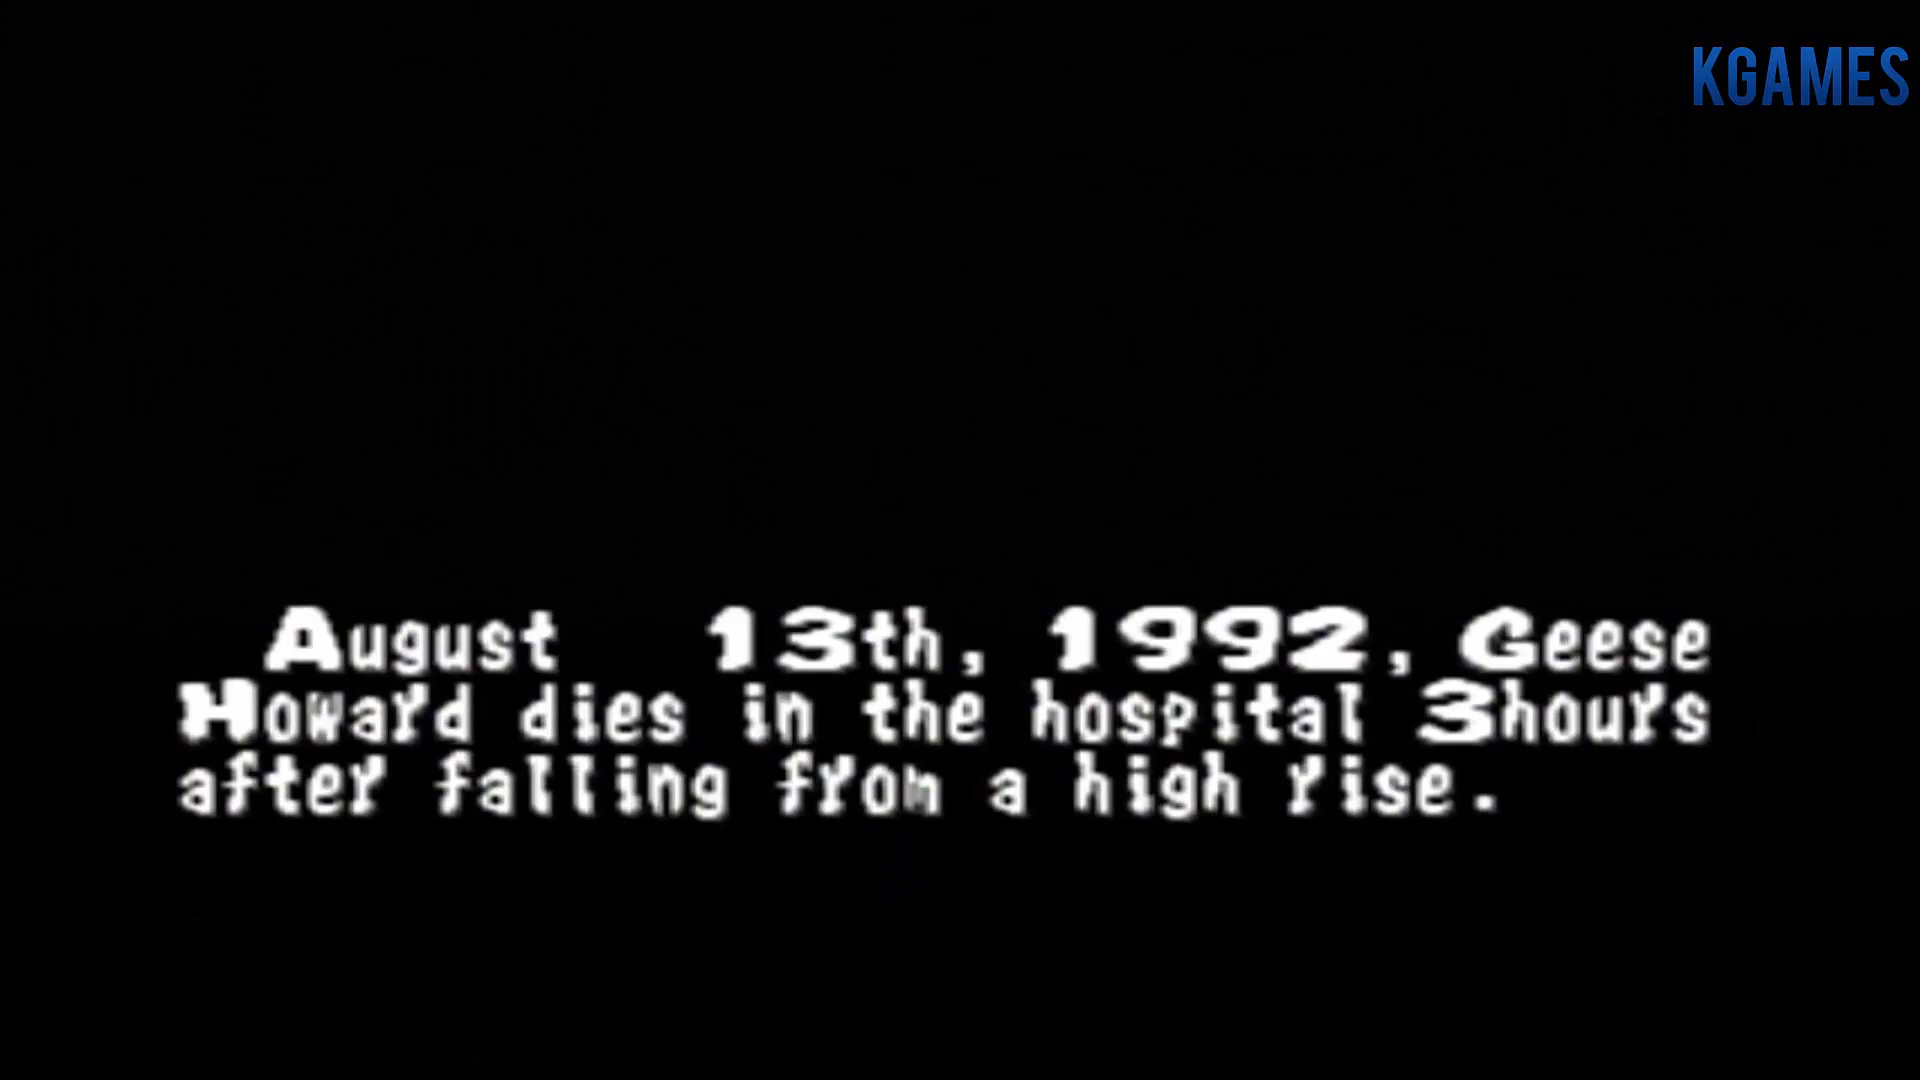 KGAMES
August 13th, 1992, Geese
Howard dies in the hospital 3hours
after falling from a high rise.